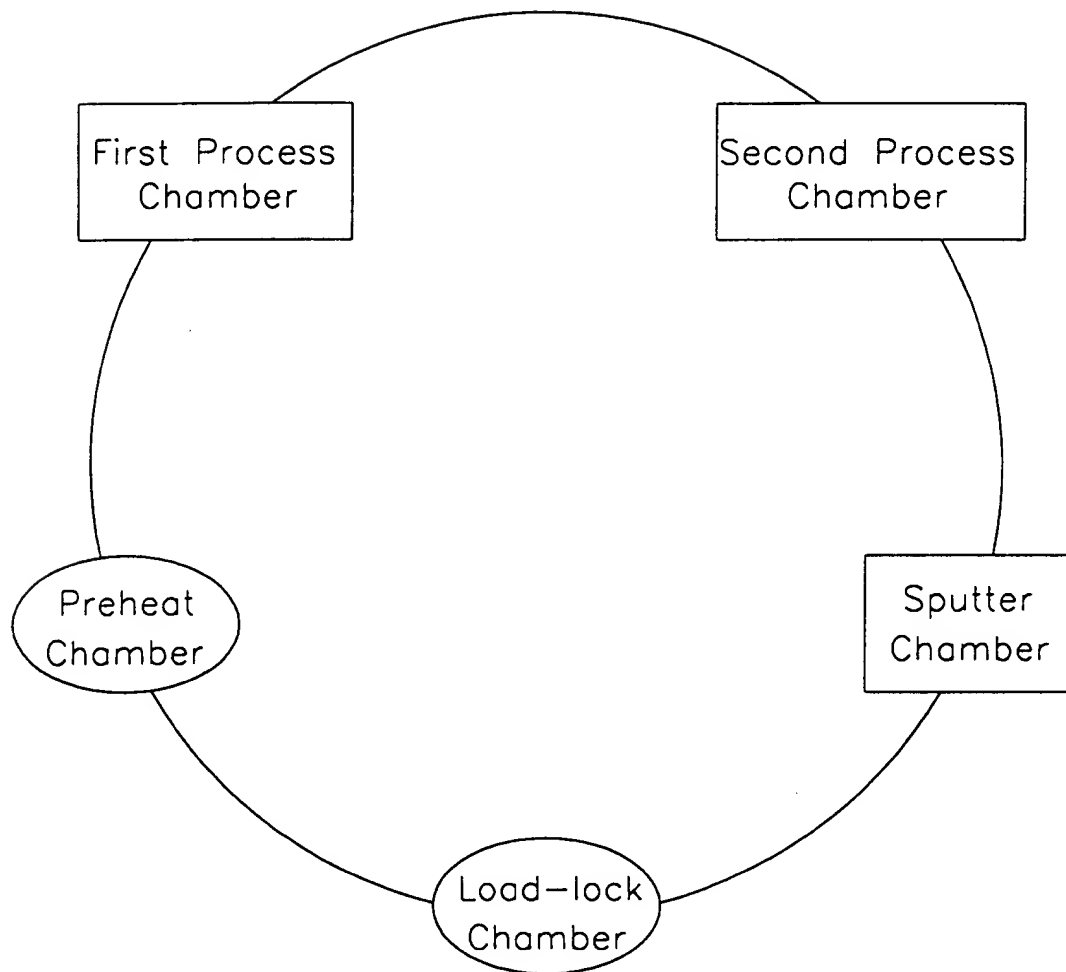 First Process
Chamber
Second Process
Chamber
Preheat
Chamber
Sputter
Chamber
Load-lock
Chamber